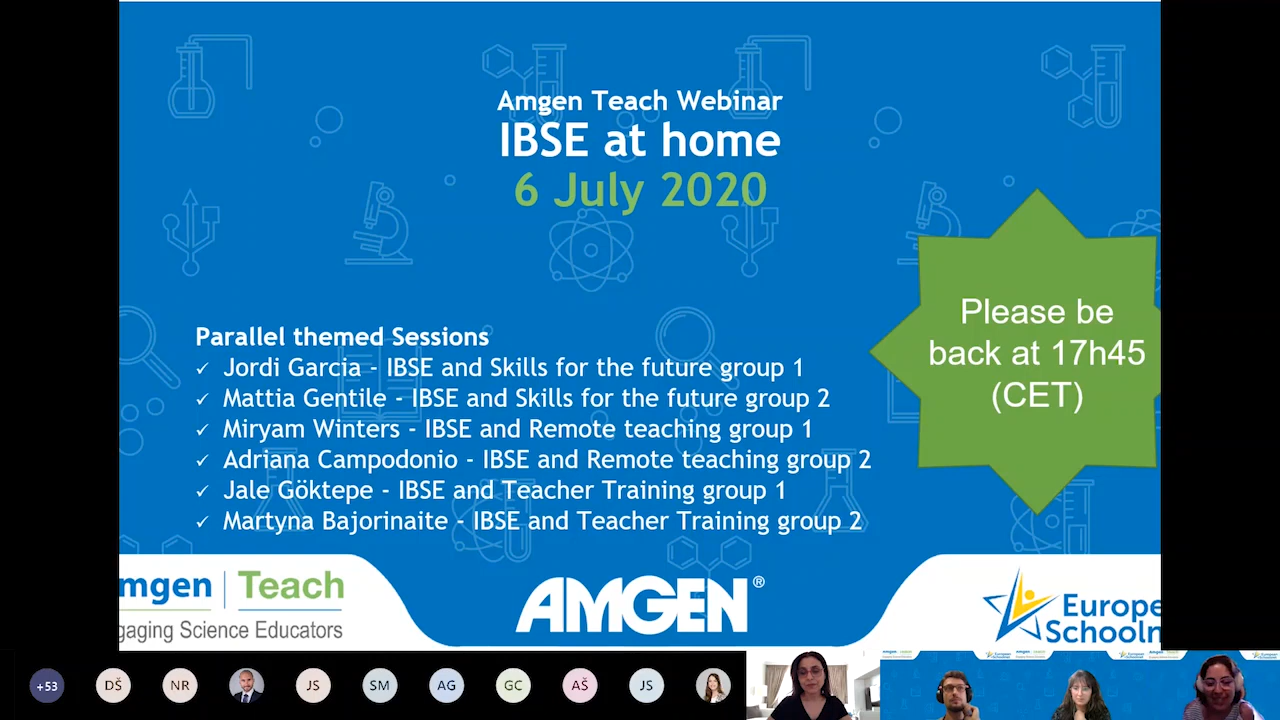 Amgen Teach Webinar
IBSE at home
6 July 2020
Please be
back at 17h45
(CET)
Parallel themed Sessions
✓ Jordi Garcia - IBSE and Skills for the future group 1
✓ Mattia Gentile - IBSE and Skills for the future group 2
✓ Miryam Winters - IBSE and Remote teaching group 1
✓ Adriana Campodonio - IBSE and Remote teaching group 2
✓ Jale Göktepe - IBSE and Teacher Training group 1
✓ Martyna Bajorinaite - IBSE and Teacher Training group 2
mgen | Teach
gaging Science Educators
AMGEN®
Europe
Schooln
+53 DŠ NR JS SM AG GC AŠ JS